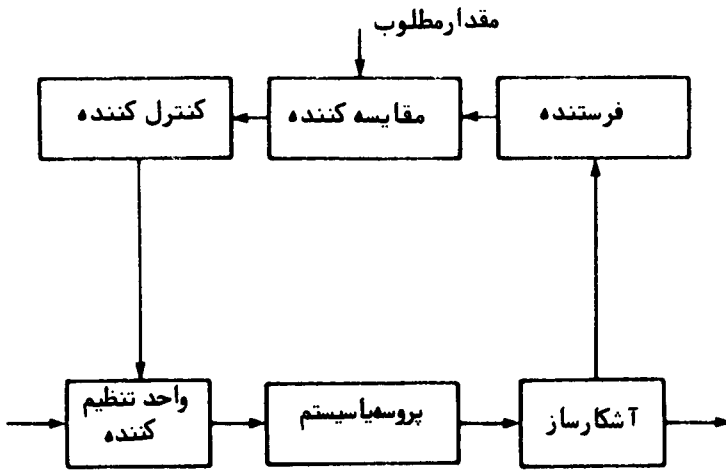 مقدارمطلوب
فرستنده
مقایسه کننده
کنترل کننده
واحد تنظیم
کننده
پروسه‌یاسیستم
آشکارساز